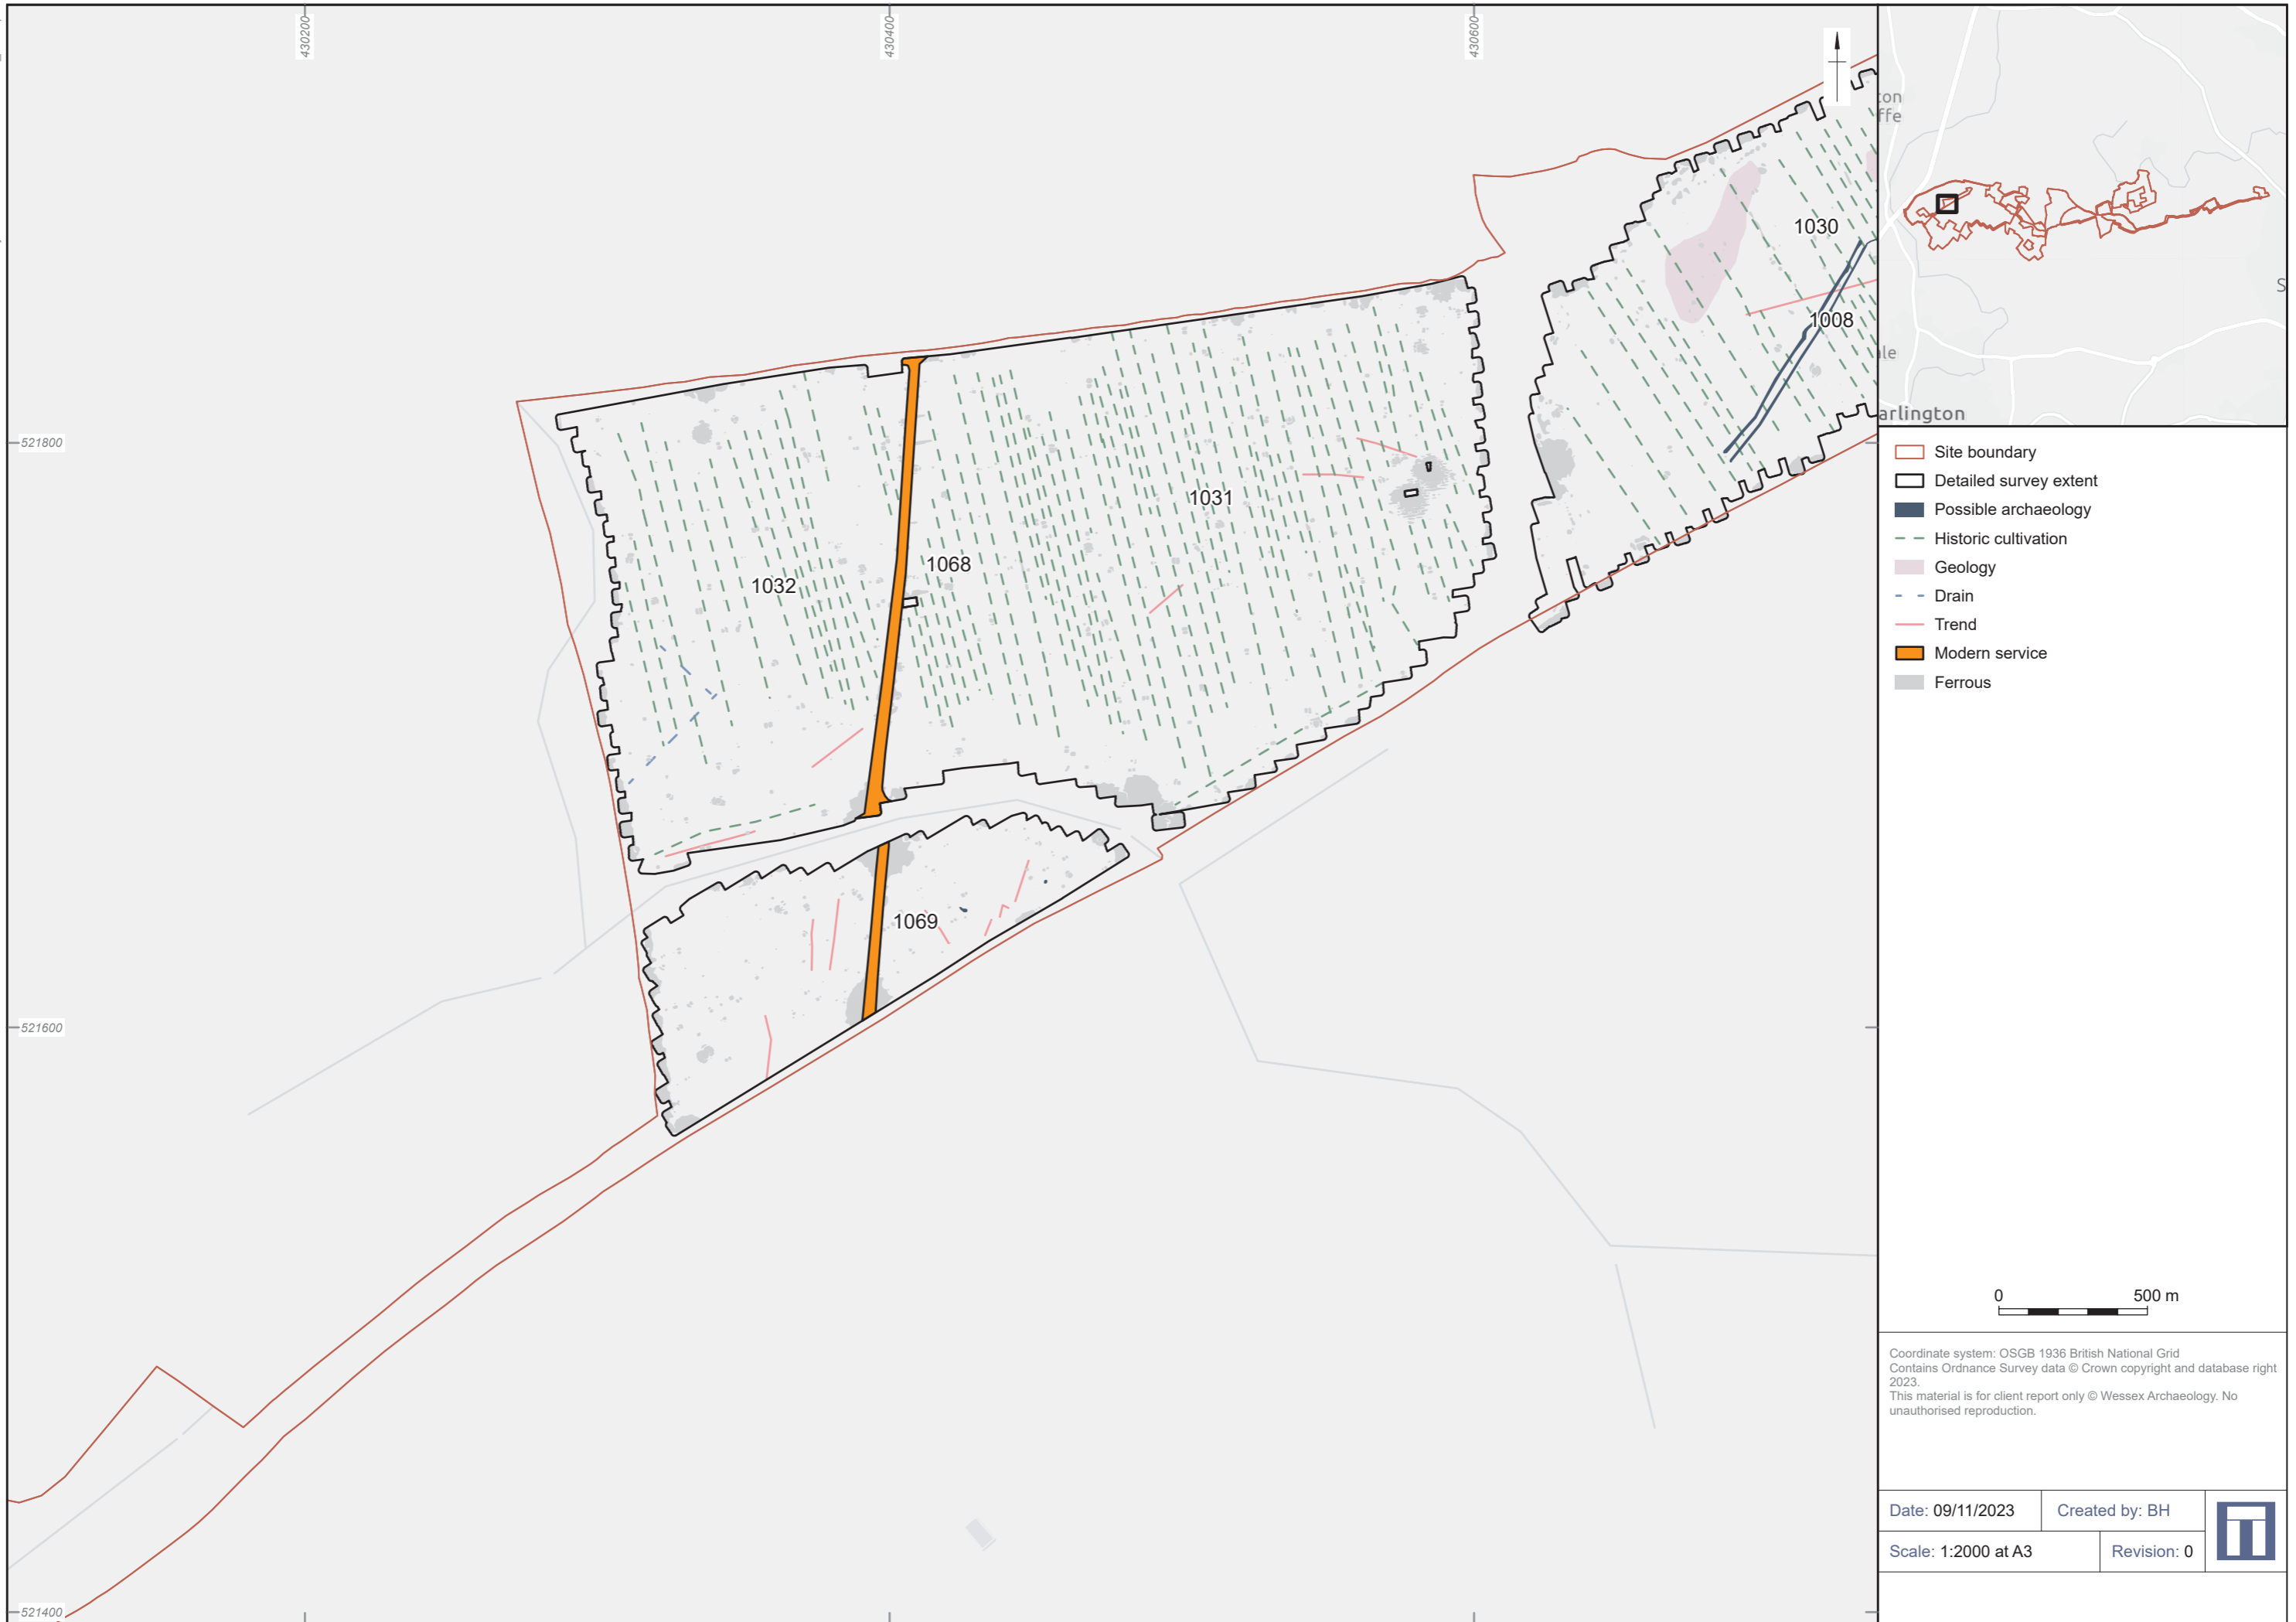 430200
430400
430600
521800
521600
521400
1030
1008
1031
1068
1032
1069
ton
ffe
S
le
arlington
Site boundary
Detailed survey extent
Possible archaeology
Historic cultivation
Geology
Drain
Trend
Modern service
Ferrous
0 500 m
Coordinate system: OSGB 1936 British National Grid
Contains Ordnance Survey data © Crown copyright and database right
2023.
This material is for client report only © Wessex Archaeology. No
unauthorised reproduction.
Date: 09/11/2023 Created by: BH
Scale: 1:2000 at A3 Revision: 0